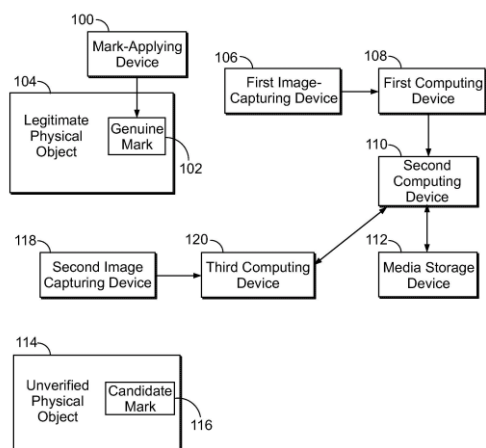 100
Mark-Applying
Device
104
Legitimate
Physical
Object
Genuine
Mark
102
106
First Image-
Capturing Device
108
First Computing
Device
110
Second
Computing
Device
118
Second Image
Capturing Device
120
Third Computing
Device
112
Media Storage
Device
114
Unverified
Physical
Object
Candidate
Mark
116